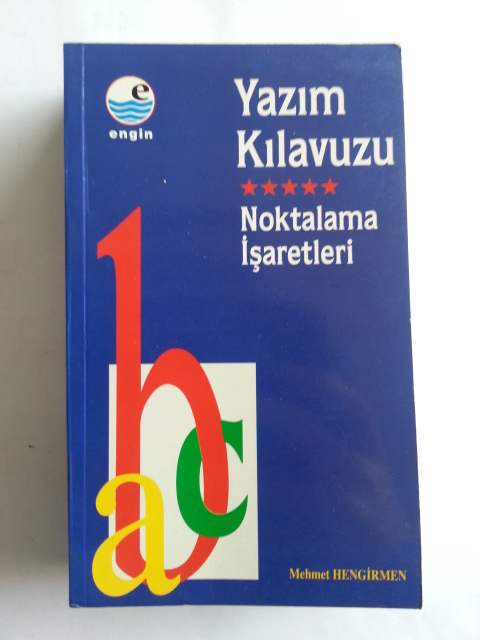 e
engin
Yazım
Kılavuzu
★★★★★
Noktalama
İşaretleri
a b c
Mehmet HENGİRMEN